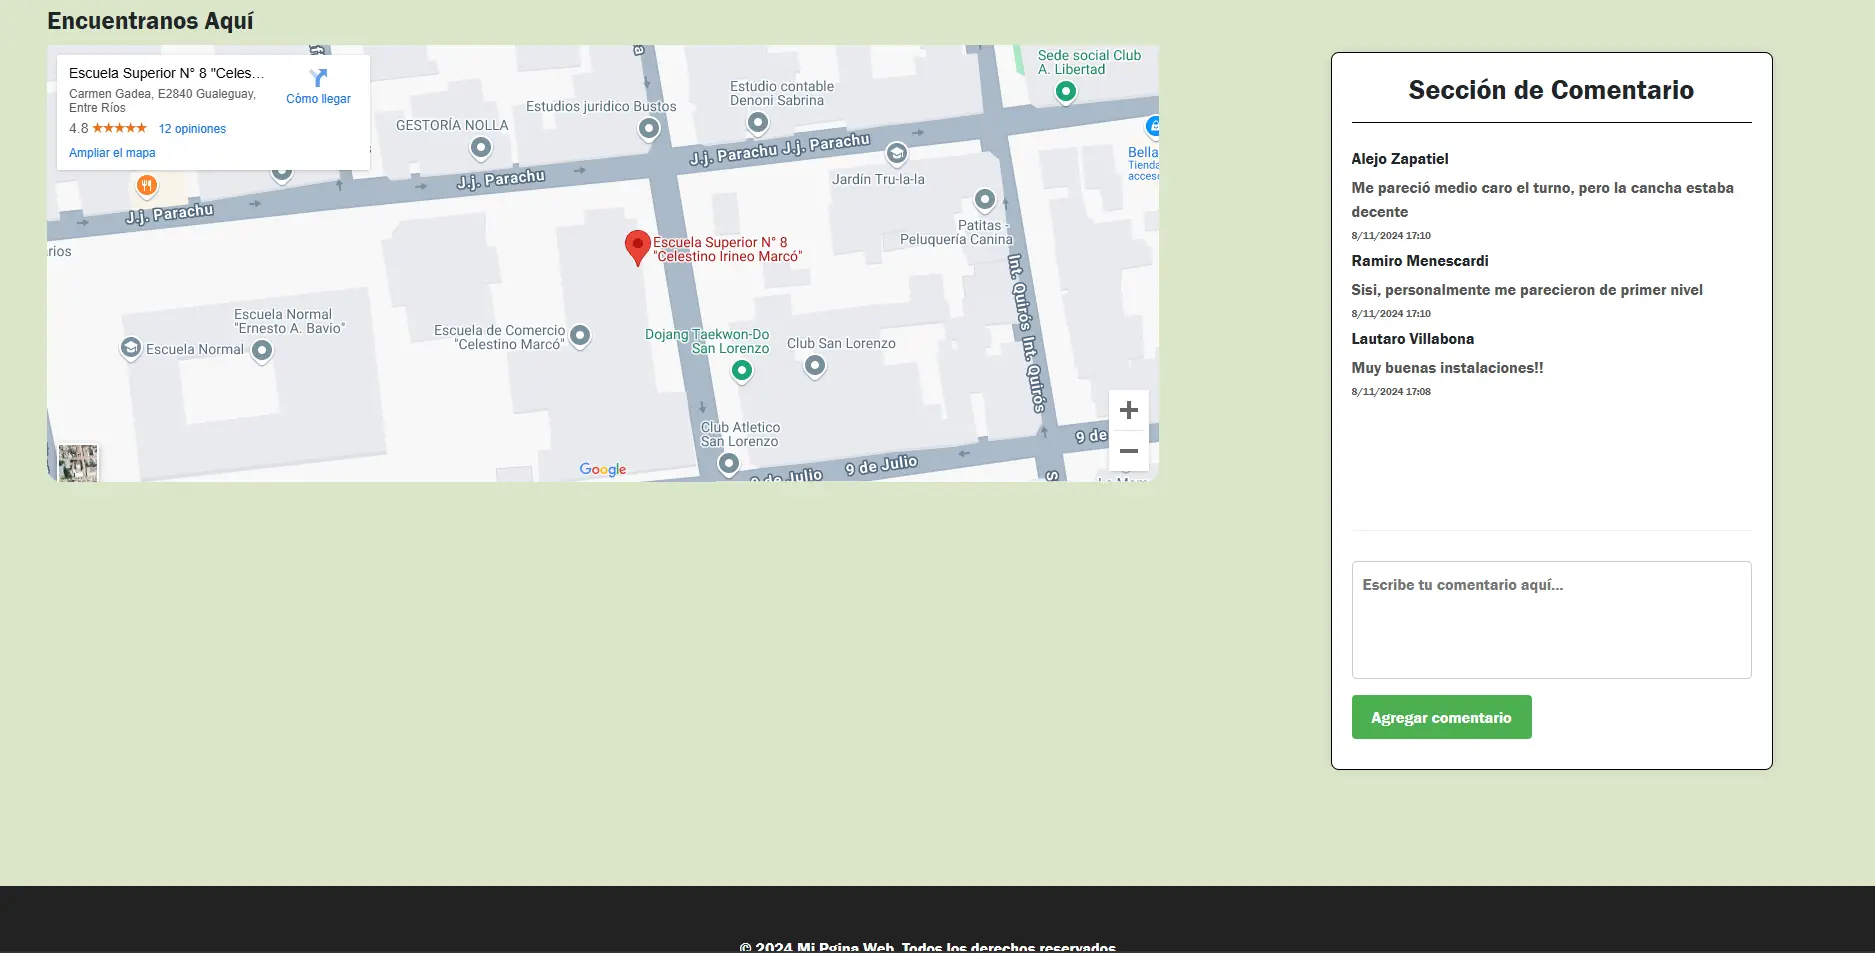 Encuentranos Aquí
Escuela Superior N° 8 "Celes...
Carmen Gadea, E2840 Gualeguay,
Entre Ríos
4.8
12 opiniones
Ampliar el mapa
Cómo llegar
Sede social Club
A. Libertad
Estudio contable
Denoni Sabrina
Estudios jurídico Bustos
GESTORÍA NOLLA
J.j. Parachu J.j. Parachu
J.j. Parachu
J.j. Parachu
Jardín Tru-la-la
Bella
Tienda
acceso
Patitas -
Peluquería Canina
Escuela Superior N° 8
"Celestino Irineo Marcó"
Int. Quirós Int. Quirós
Escuela Normal
"Ernesto A. Bavio"
Escuela Normal
Escuela de Comercio
"Celestino Marcó"
Dojang Taekwon-Do
San Lorenzo
Club San Lorenzo
Club Atletico
San Lorenzo
9 de Julio
9 de Julio
9 de
Google
Sección de Comentario
Alejo Zapatiel
Me pareció medio caro el turno, pero la cancha estaba
decente
8/11/2024 17:10
Ramiro Menescardi
Sisi, personalmente me parecieron de primer nivel
8/11/2024 17:10
Lautaro Villabona
Muy buenas instalaciones!!
8/11/2024 17:08
Escribe tu comentario aquí...
Agregar comentario
© 2024 Mi Pgina Web. Todos los derechos reservados